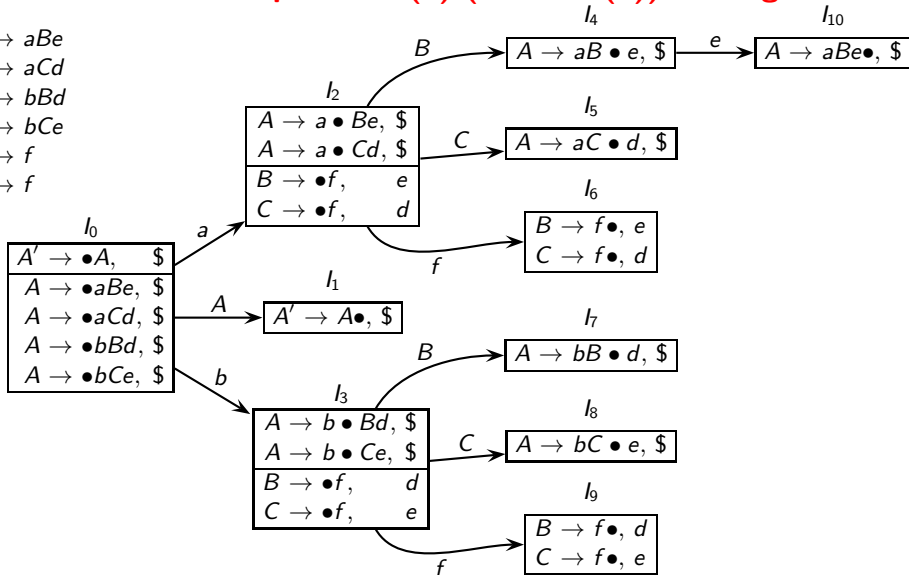 I4
I10
→ aBe
→ aCd
→ bBd
→ bCe
→ f
→ f
B
A → aB • e, $
e
A → aBe•, $
I2
A → a • Be, $
A → a • Cd, $
B → •f, e
C → •f, d
C
I5
A → aC • d, $
f
I6
B → f•, e
C → f•, d
I0
A′ → •A, $
A → •aBe, $
A → •aCd, $
A → •bBd, $
A → •bCe, $
a
A
I1
A′ → A•, $
b
I3
A → b • Bd, $
A → b • Ce, $
B → •f, d
C → •f, e
B
I7
A → bB • d, $
C
I8
A → bC • e, $
f
I9
B → f•, d
C → f•, e